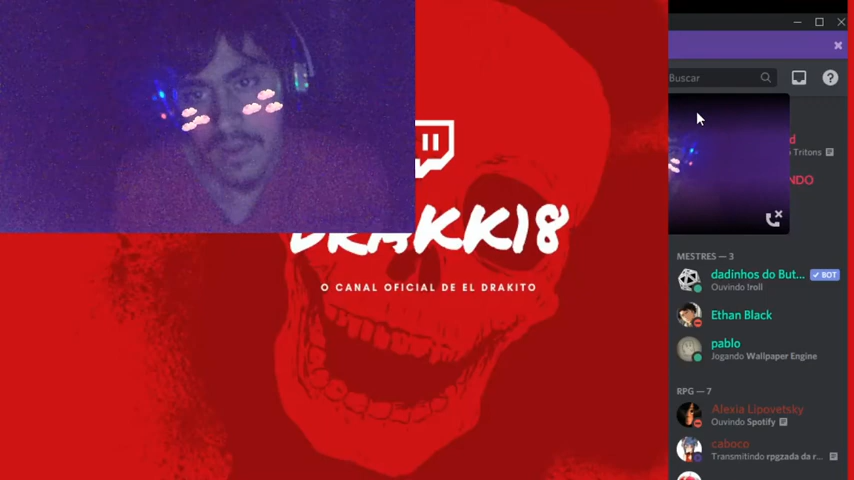 Buscar
o Tritons
NDO
DRAKK18
O CANAL OFICIAL DE EL DRAKITO
MESTRES — 3
dadinhos do But... BOT
Ouvindo !roll
Ethan Black
pablo
Jogando Wallpaper Engine
RPG — 7
Alexia Lipovetsky
Ouvindo Spotify
caboco
Transmitindo rpgzada da r...